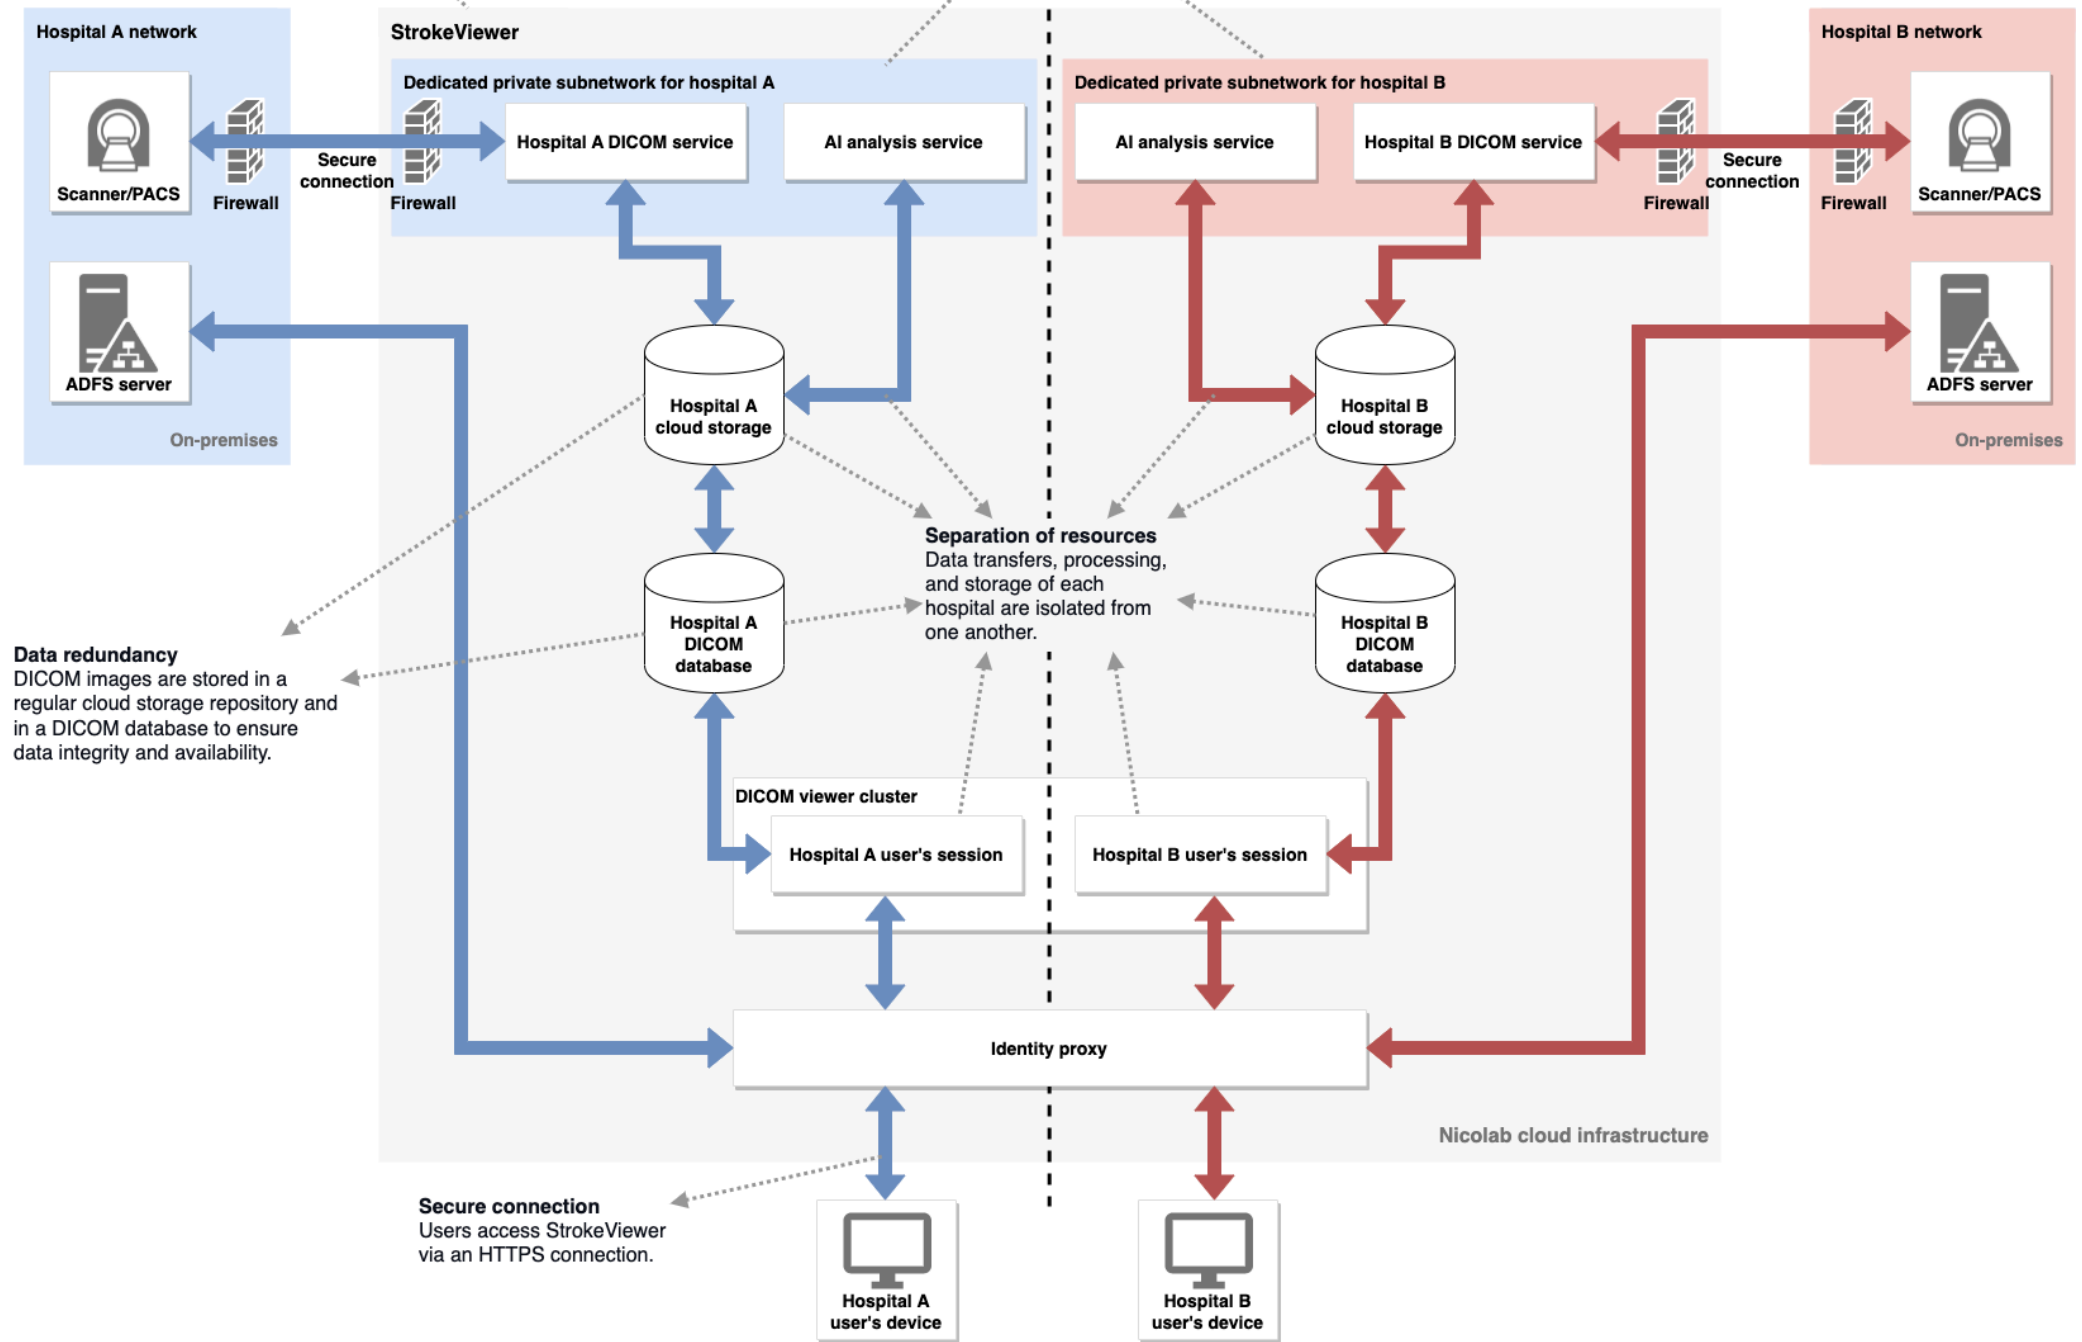 Hospital A network
StrokeViewer
Hospital B network
Dedicated private subnetwork for hospital A
Dedicated private subnetwork for hospital B
Scanner/PACS
Firewall
Secure
connection
Firewall
Hospital A DICOM service
AI analysis service
AI analysis service
Hospital B DICOM service
Firewall
Secure
connection
Firewall
Scanner/PACS
ADFS server
On-premises
ADFS server
On-premises
Hospital A
cloud storage
Hospital B
cloud storage
Separation of resources
Data transfers, processing,
and storage of each
hospital are isolated from
one another.
Hospital A
DICOM
database
Hospital B
DICOM
database
Data redundancy
DICOM images are stored in a
regular cloud storage repository and
in a DICOM database to ensure
data integrity and availability.
DICOM viewer cluster
Hospital A user's session
Hospital B user's session
Identity proxy
Nicolab cloud infrastructure
Secure connection
Users access StrokeViewer
via an HTTPS connection.
Hospital A
user's device
Hospital B
user's device